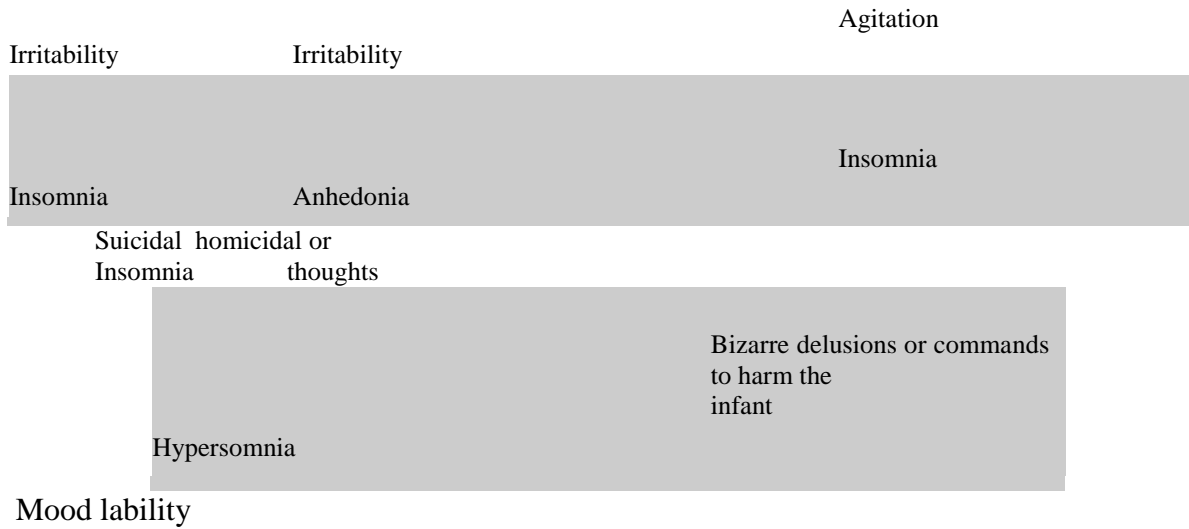 Agitation
Irritability Irritability
Insomnia
Insomnia Anhedonia
Suicidal homicidal or
Insomnia thoughts
Bizarre delusions or commands
to harm the
infant
Hypersomnia
Mood lability